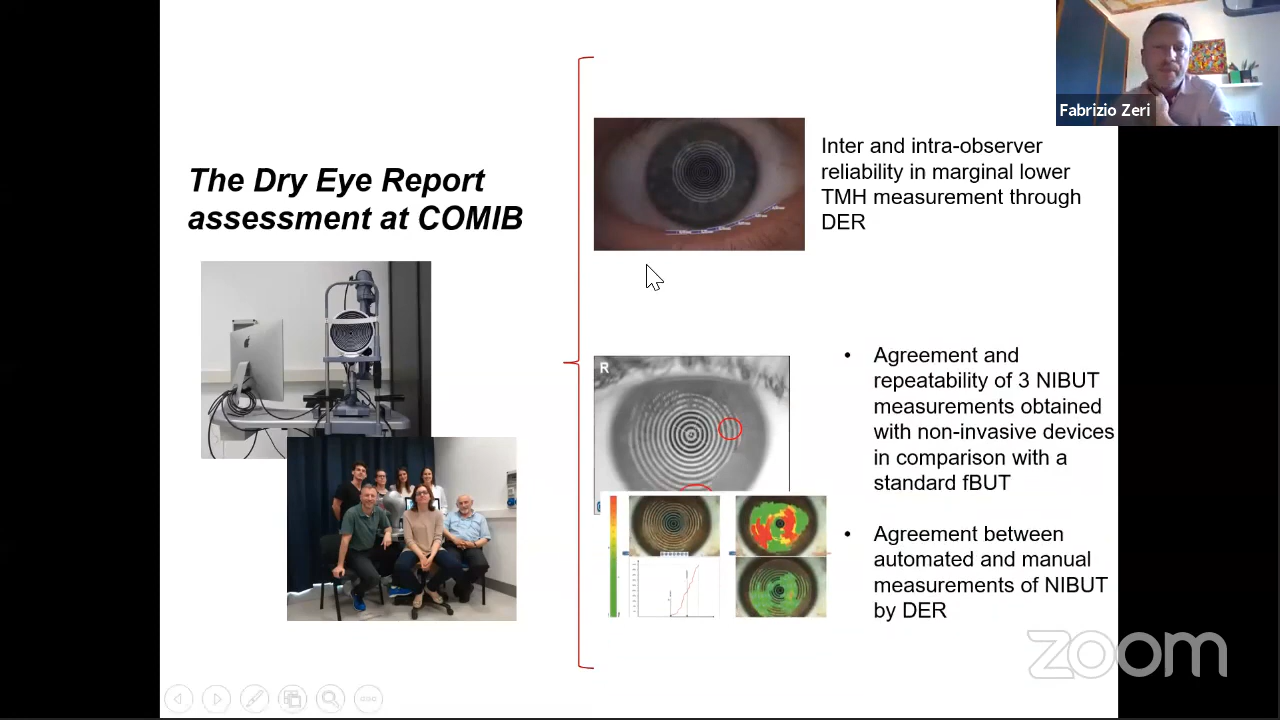 Fabrizio Zeri
The Dry Eye Report
assessment at COMIB
Inter and intra-observer
reliability in marginal lower
TMH measurement through
DER
R
• Agreement and
repeatability of 3 NIBUT
measurements obtained
with non-invasive devices
in comparison with a
standard fBUT
• Agreement between
automated and manual
measurements of NIBUT
by DER
zoom